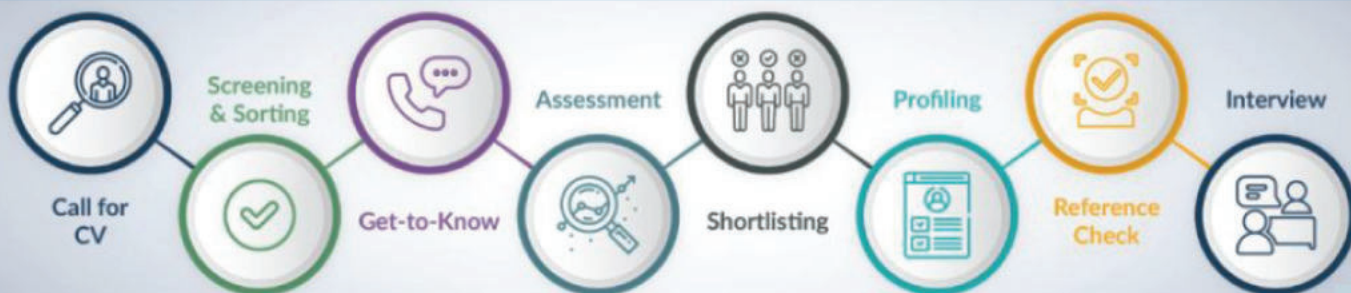 Call for
CV
Screening
& Sorting
Get-to-Know
Assessment
Shortlisting
Profiling
Reference
Check
Interview